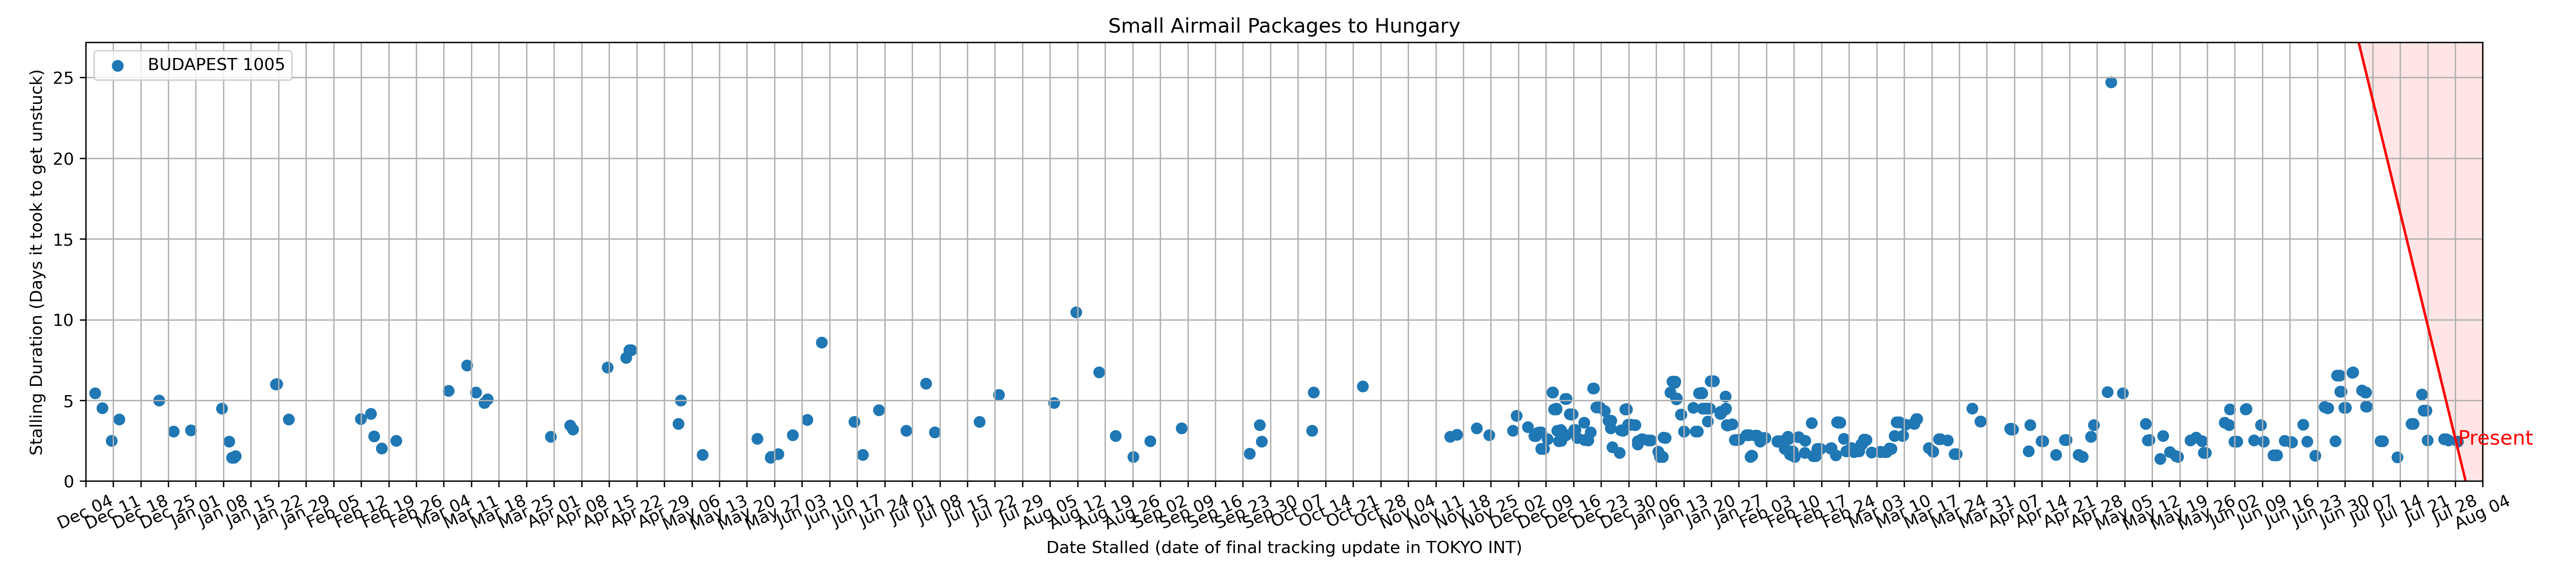 Small Airmail Packages to Hungary
BUDAPEST 1005
Stalling Duration (Days it took to get unstuck)
25
20
15
10
5
0
Present
Dec 04 Dec 11 Dec 18 Dec 25 Jan 01 Jan 08 Jan 15 Jan 22 Jan 29 Feb 05 Feb 12 Feb 19 Feb 26 Mar 04 Mar 11 Mar 18 Mar 25 Apr 01 Apr 08 Apr 15 Apr 22 Apr 29 May 06 May 13 May 20 May 27 Jun 03 Jun 10 Jun 17 Jun 24 Jul 01 Jul 08 Jul 15 Jul 22 Jul 29 Aug 05 Aug 12 Aug 19 Aug 26 Sep 02 Sep 09 Sep 16 Sep 23 Sep 30 Oct 07 Oct 14 Oct 21 Oct 28 Nov 04 Nov 11 Nov 18 Nov 25 Dec 02 Dec 09 Dec 16 Dec 23 Dec 30 Jan 06 Jan 13 Jan 20 Jan 27 Feb 03 Feb 10 Feb 17 Feb 24 Mar 03 Mar 10 Mar 17 Mar 24 Mar 31 Apr 07 Apr 14 Apr 21 Apr 28 May 05 May 12 May 19 May 26 Jun 02 Jun 09 Jun 16 Jun 23 Jun 30 Jul 07 Jul 14 Jul 21 Jul 28 Aug 04
Date Stalled (date of final tracking update in TOKYO INT)